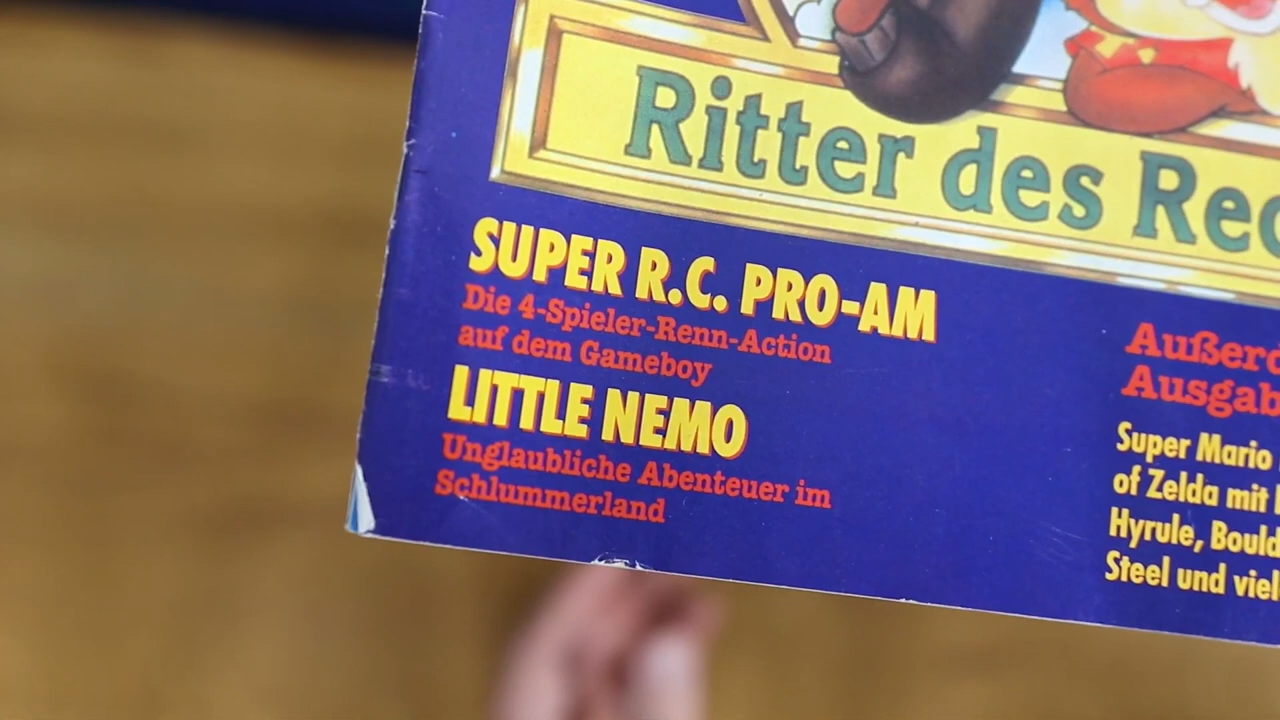 Ritter des
SUPER R.C. PRO-AM
Die 4-Spieler-Renn-Action
auf dem Gameboy
LITTLE NEMO
Unglaubliche Abenteuer im
Schlummerland
Super Mario
of Zelda mit
Hyrule,
Steel und